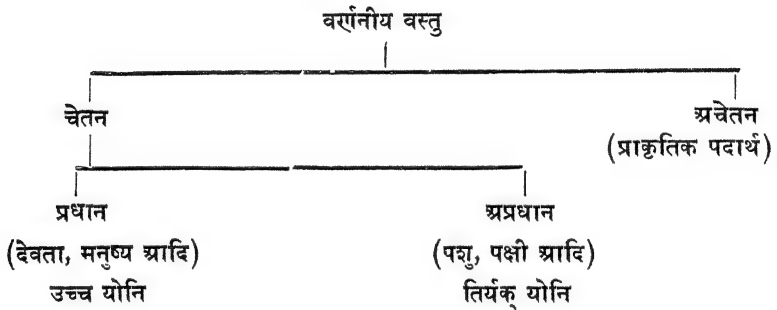 वर्णनीय वस्तु
चेतन
अचेतन
(प्राकृतिक पदार्थ)
प्रधान
(देवता, मनुष्य आदि)
उच्च योनि
अप्रधान
(पशु, पक्षी आदि)
तिर्यक् योनि